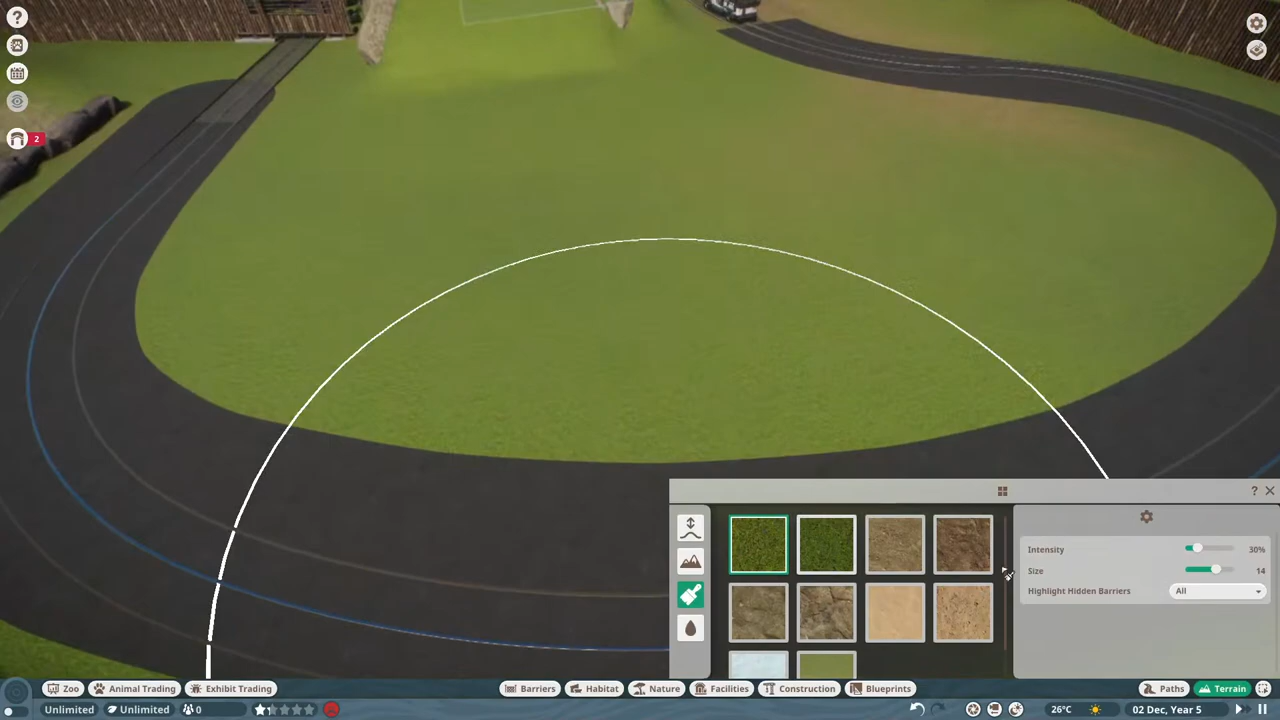 ?
2
? ×
Intensity 30%
Size 14
Highlight Hidden Barriers All
Zoo Animal Trading Exhibit Trading Barriers Habitat Nature Facilities Construction Blueprints Paths Terrain
Unlimited Unlimited 0 26°C 02 Dec, Year 5